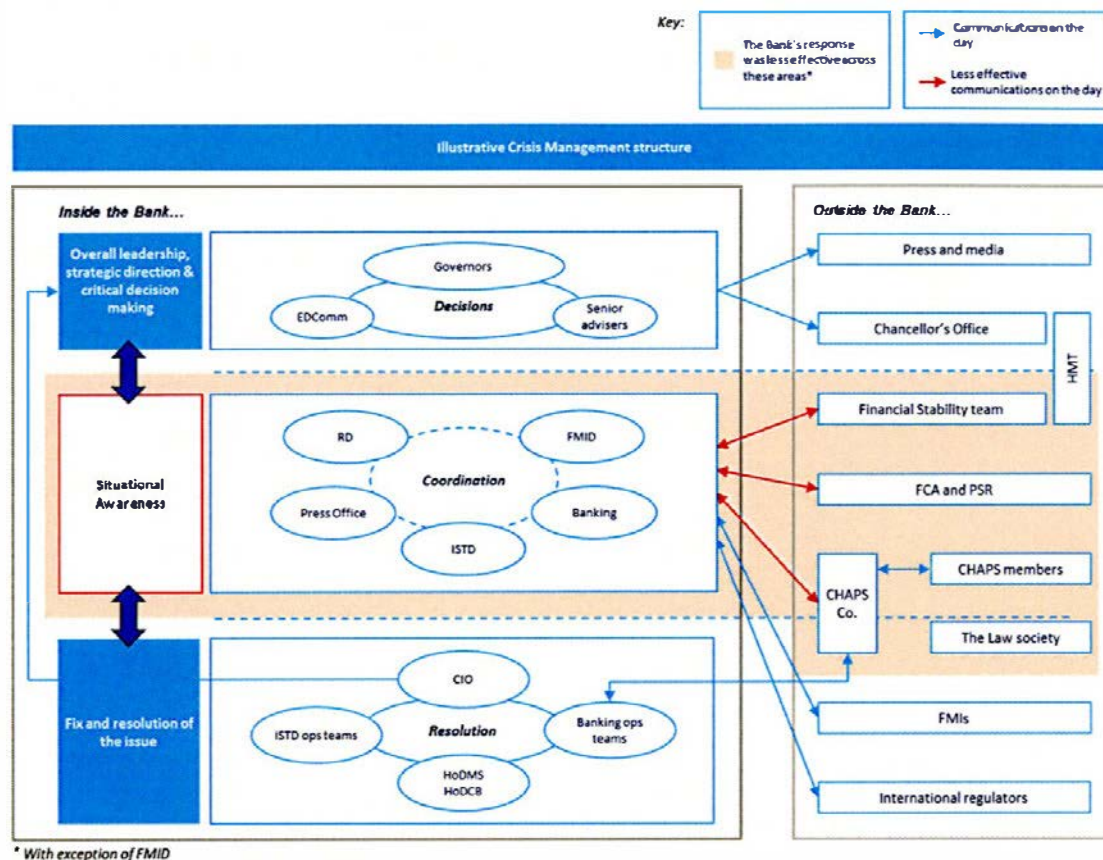 Key:
The Bank's response
was less effective across
these areas*
Communications on the
day
Less effective
communications on the day
Illustrative Crisis Management structure
Inside the Bank...
Outside the Bank...
Overall leadership,
strategic direction &
critical decision
making
Governors
Decisions
EDComm
Senior
advisers
Press and media
Chancellor's Office
HMT
Financial Stability team
Situational
Awareness
RD
FMID
Coordination
Press Office
Banking
ISTD
FCA and PSR
CHAPS
Co.
CHAPS members
The Law society
Fix and resolution of
the issue
CIO
ISTD ops teams
Resolution
Banking ops
teams
HoDMS
HoDCB
FMIs
International regulators
* With exception of FMID